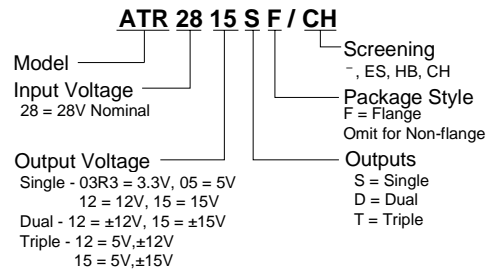 ATR 28 15 S F / CH
Model
Input Voltage
28 = 28V Nominal
Output Voltage
Single - 03R3 = 3.3V, 05 = 5V
12 = 12V, 15 = 15V
Dual - 12 = ±12V, 15 = ±15V
Triple - 12 = 5V,±12V
15 = 5V,±15V
Screening
–, ES, HB, CH
Package Style
F = Flange
Omit for Non-flange
Outputs
S = Single
D = Dual
T = Triple